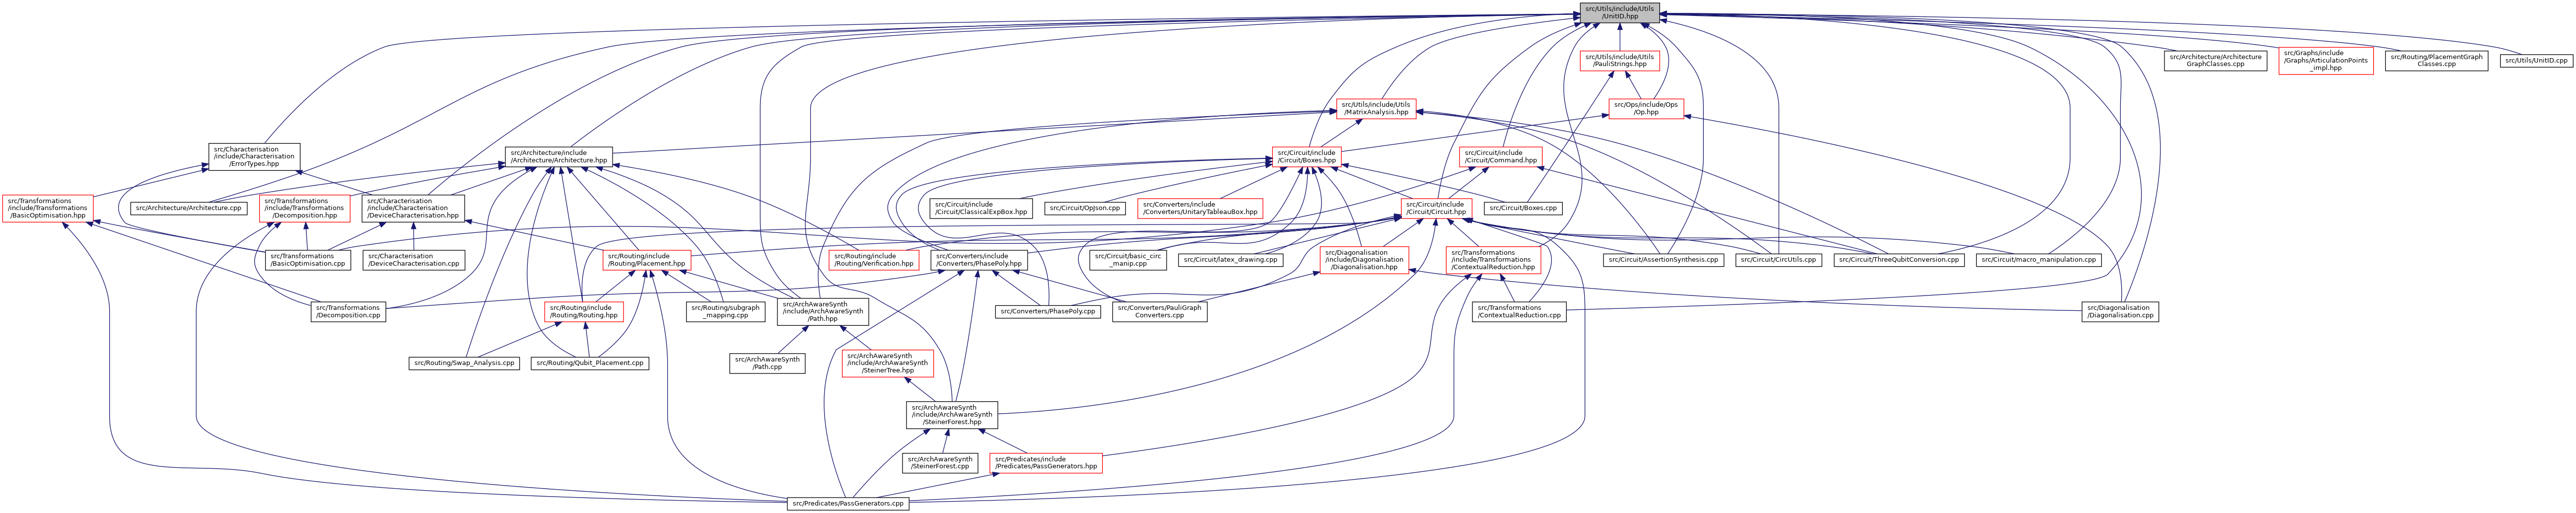 src/Utils/include/Utils
/UnitID.hpp
src/Utils/include/Utils
/PauliStrings.hpp
src/Architecture/Architecture
GraphClasses.cpp
src/Graphs/include
/Graphs/ArticulationPoints
_impl.hpp
src/Routing/PlacementGraph
Classes.cpp
src/Utils/UnitID.cpp
src/Utils/include/Utils
/MatrixAnalysis.hpp
src/Ops/include/Ops
/Op.hpp
src/Characterisation
/include/Characterisation
/ErrorTypes.hpp
src/Architecture/include
/Architecture/Architecture.hpp
src/Circuit/include
/Circuit/Boxes.hpp
src/Circuit/include
/Circuit/Command.hpp
src/Transformations
/include/Transformations
/BasicOptimisation.hpp
src/Architecture/Architecture.cpp
src/Transformations
/include/Transformations
/Decomposition.hpp
src/Characterisation
/include/Characterisation
/DeviceCharacterisation.hpp
src/Circuit/include
/Circuit/ClassicalExpBox.hpp
src/Circuit/OpJson.cpp
src/Converters/include
/Converters/UnitaryTableauBox.hpp
src/Circuit/include
/Circuit/Circuit.hpp
src/Circuit/Boxes.cpp
src/Transformations
/BasicOptimisation.cpp
src/Characterisation
/DeviceCharacterisation.cpp
src/Routing/include
/Routing/Placement.hpp
src/Routing/include
/Routing/Verification.hpp
src/Converters/include
/Converters/PhasePoly.hpp
src/Circuit/basic_circ
_manip.cpp
src/Circuit/latex_drawing.cpp
src/Diagonalisation
/include/Diagonalisation
/Diagonalisation.hpp
src/Transformations
/include/Transformations
/ContextualReduction.hpp
src/Circuit/AssertionSynthesis.cpp
src/Circuit/CircUtils.cpp
src/Circuit/ThreeQubitConversion.cpp
src/Circuit/macro_manipulation.cpp
src/Transformations
/Decomposition.cpp
src/Routing/include
/Routing/Routing.hpp
src/Routing/subgraph
_mapping.cpp
src/ArchAwareSynth
/include/ArchAwareSynth
/Path.hpp
src/Converters/PhasePoly.cpp
src/Converters/PauliGraph
Converters.cpp
src/Transformations
/ContextualReduction.cpp
src/Diagonalisation
/Diagonalisation.cpp
src/Routing/Swap_Analysis.cpp
src/Routing/Qubit_Placement.cpp
src/ArchAwareSynth
/Path.cpp
src/ArchAwareSynth
/include/ArchAwareSynth
/SteinerTree.hpp
src/ArchAwareSynth
/include/ArchAwareSynth
/SteinerForest.hpp
src/ArchAwareSynth
/SteinerForest.cpp
src/Predicates/include
/Predicates/PassGenerators.hpp
src/Predicates/PassGenerators.cpp